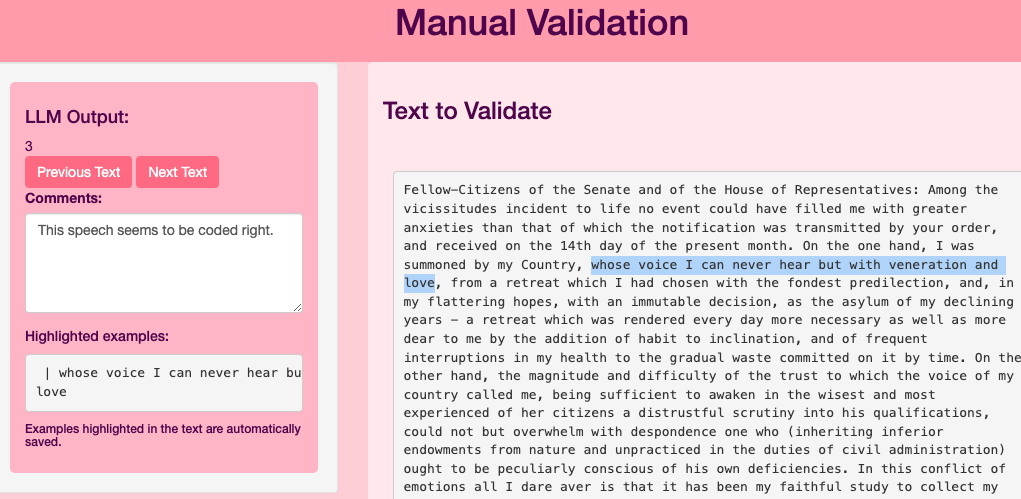 Manual Validation
LLM Output:
3
Previous Text
Next Text
Comments:
This speech seems to be coded right.
Highlighted examples:
| whose voice I can never hear bu
love
Examples highlighted in the text are automatically
saved.
Text to Validate
Fellow-Citizens of the Senate and of the House of Representatives: Among the
vicissitudes incident to life no event could have filled me with greater
anxieties than that of which the notification was transmitted by your order,
and received on the 14th day of the present month. On the one hand, I was
summoned by my Country, whose voice I can never hear but with veneration and
love, from a retreat which I had chosen with the fondest predilection, and, in
my flattering hopes, with an immutable decision, as the asylum of my declining
years – a retreat which was rendered every day more necessary as well as more
dear to me by the addition of habit to inclination, and of frequent
interruptions in my health to the gradual waste committed on it by time. On the
other hand, the magnitude and difficulty of the trust to which the voice of my
country called me, being sufficient to awaken in the wisest and most
experienced of her citizens a distrustful scrutiny into his qualifications,
could not but overwhelm with despondence one who (inheriting inferior
endowments from nature and unpracticed in the duties of civil administration)
ought to be peculiarly conscious of his own deficiencies. In this conflict of
emotions all I dare aver is that it has been my faithful study to collect my